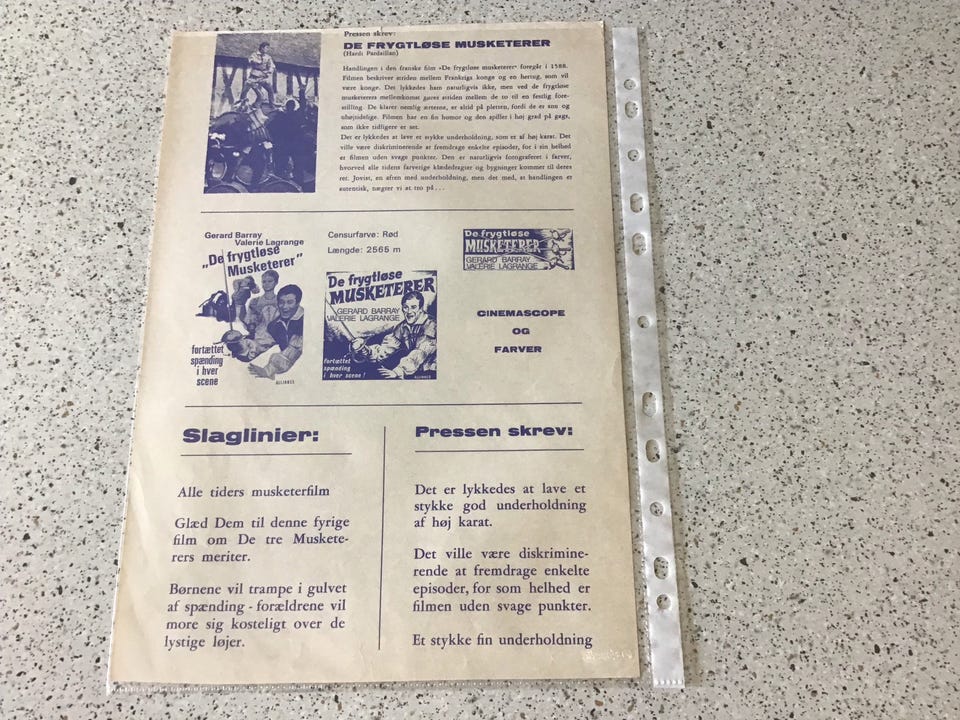 Pressen skrev:
DE FRYGTLØSE MUSKETERER
(Hardi Pardaillan)
Handlingen i den franske film »De frygtløse musketerer« foregår i 1588.
Filmen beskriver striden mellem Frankrigs konge og en hertug, som vil
være konge. Det lykkedes ham naturligvis ikke, men ved de frygtløse
musketerers mellemkomst gøres striden mellem de to til en festlig fore-
stilling. De klarer nemlig ærterne, er altid på pletten, fordi de er snu og
uhøjtidelige. Filmen har en fin humor og den spiller i høj grad på gags,
som ikke tidligere er set.
Det er lykkedes at lave et stykke underholdning, som er af høj karat. Det
ville være diskriminerende at fremdrage enkelte episoder, for i sin helhed
er filmen uden svage punkter. Den er naturligvis fotograferet i farver,
hvorved alle tidens farverige klædedragter og bygninger kommer til deres
ret. Jovist, en aften med underholdning, men det med, at handlingen er
autentisk, nægter vi at tro på...
Gerard Barray
Valerie Lagrange
„De frygtløse
Musketerer”
fortættet
spænding
i hver
scene
ALLIANCE
Censurfarve: Rød
Længde: 2565 m
De frygtløse
MUSKETERER
GERARD BARRAY
VALERIE LAGRANGE
fortættet
spænding
i hver scene!
ALLIANCE
De frygtløse
MUSKETERER
GERARD BARRAY
VALERIE LAGRANGE
CINEMASCOPE
OG
FARVER
Slaglinier:
Alle tiders musketerfilm
Glæd Dem til denne fyrige
film om De tre Muskete-
rers meriter.
Børnene vil trampe i gulvet
af spænding - forældrene vil
more sig kosteligt over de
lystige løjer.
Pressen skrev:
Det er lykkedes at lave et
stykke god underholdning
af høj karat.
Det ville være diskrimine-
rende at fremdrage enkelte
episoder, for som helhed er
filmen uden svage punkter.
Et stykke fin underholdning